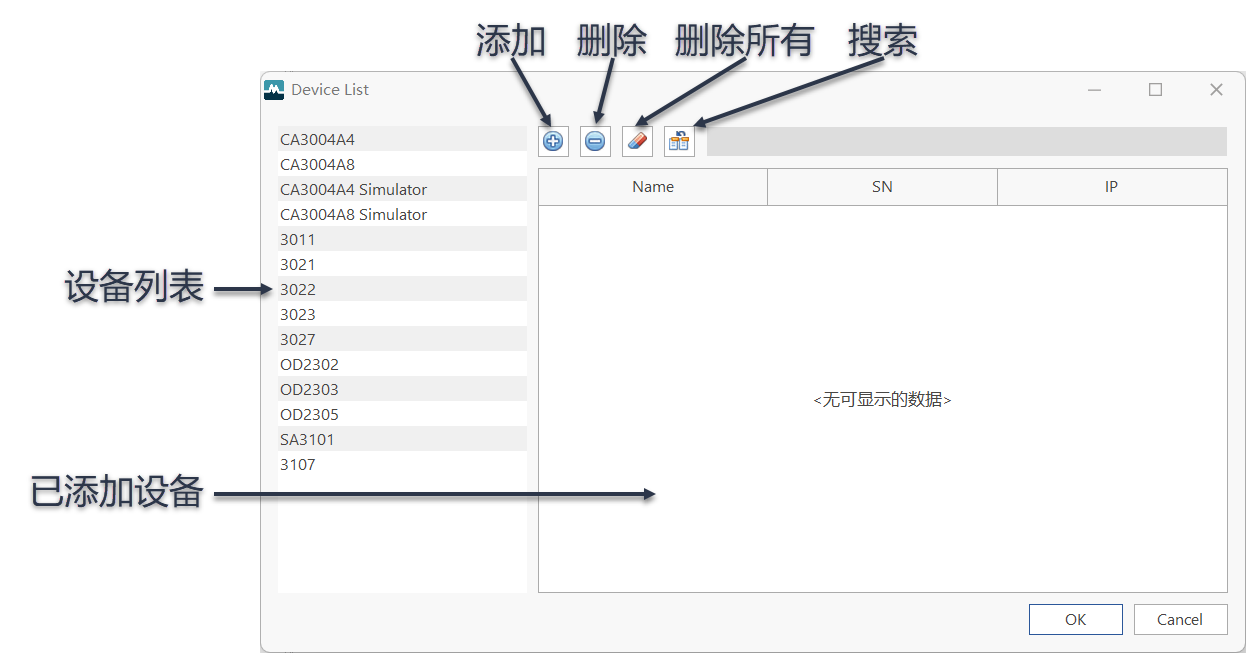 添加 删除 删除所有 搜索
Device List
CA3004A4
CA3004A8
CA3004A4 Simulator
CA3004A8 Simulator
3011
3021
3022
3023
3027
OD2302
OD2303
OD2305
SA3101
3107
设备列表
已添加设备
Name SN IP
<无可显示的数据>
OK Cancel